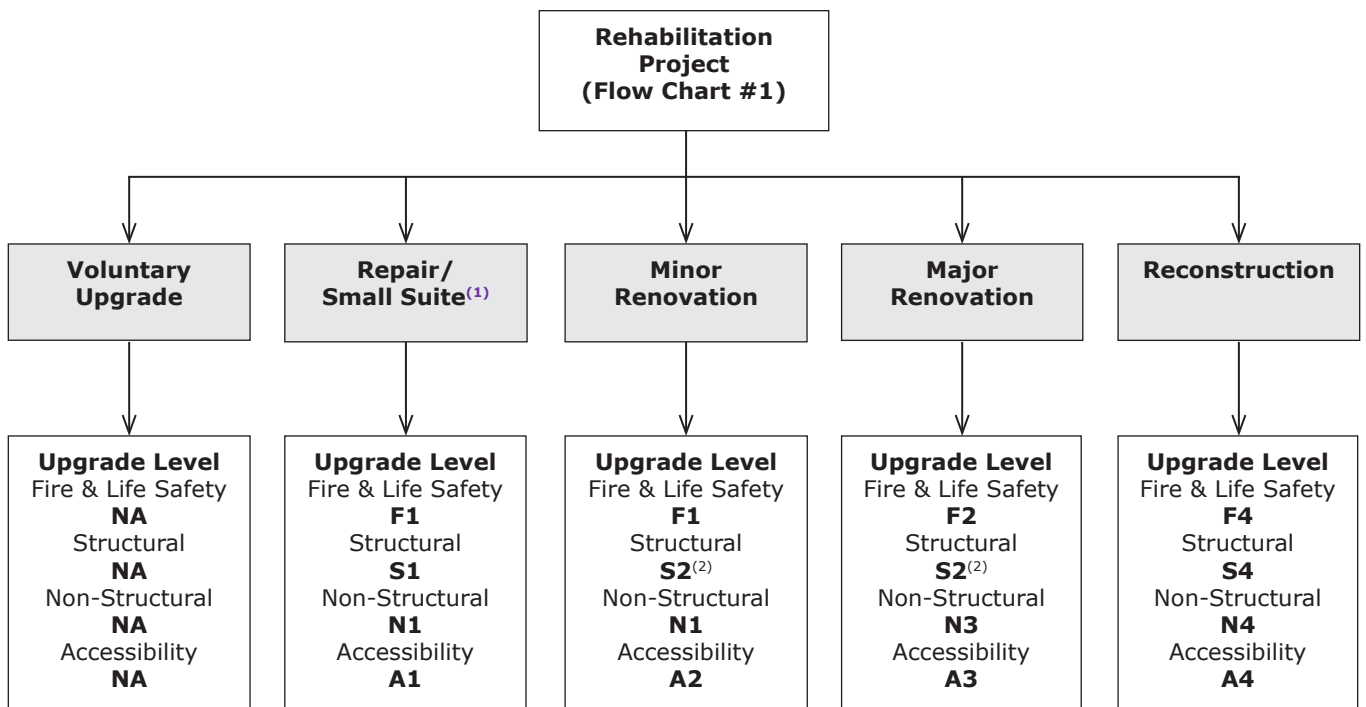 Rehabilitation
Project
(Flow Chart #1)
Voluntary
Upgrade
Repair/
Small Suite(1)
Minor
Renovation
Major
Renovation
Reconstruction
Upgrade Level
Fire & Life Safety
NA
Structural
NA
Non-Structural
NA
Accessibility
NA
Upgrade Level
Fire & Life Safety
F1
Structural
S1
Non-Structural
N1
Accessibility
A1
Upgrade Level
Fire & Life Safety
F1
Structural
S2(2)
Non-Structural
N1
Accessibility
A2
Upgrade Level
Fire & Life Safety
F2
Structural
S2(2)
Non-Structural
N3
Accessibility
A3
Upgrade Level
Fire & Life Safety
F4
Structural
S4
Non-Structural
N4
Accessibility
A4